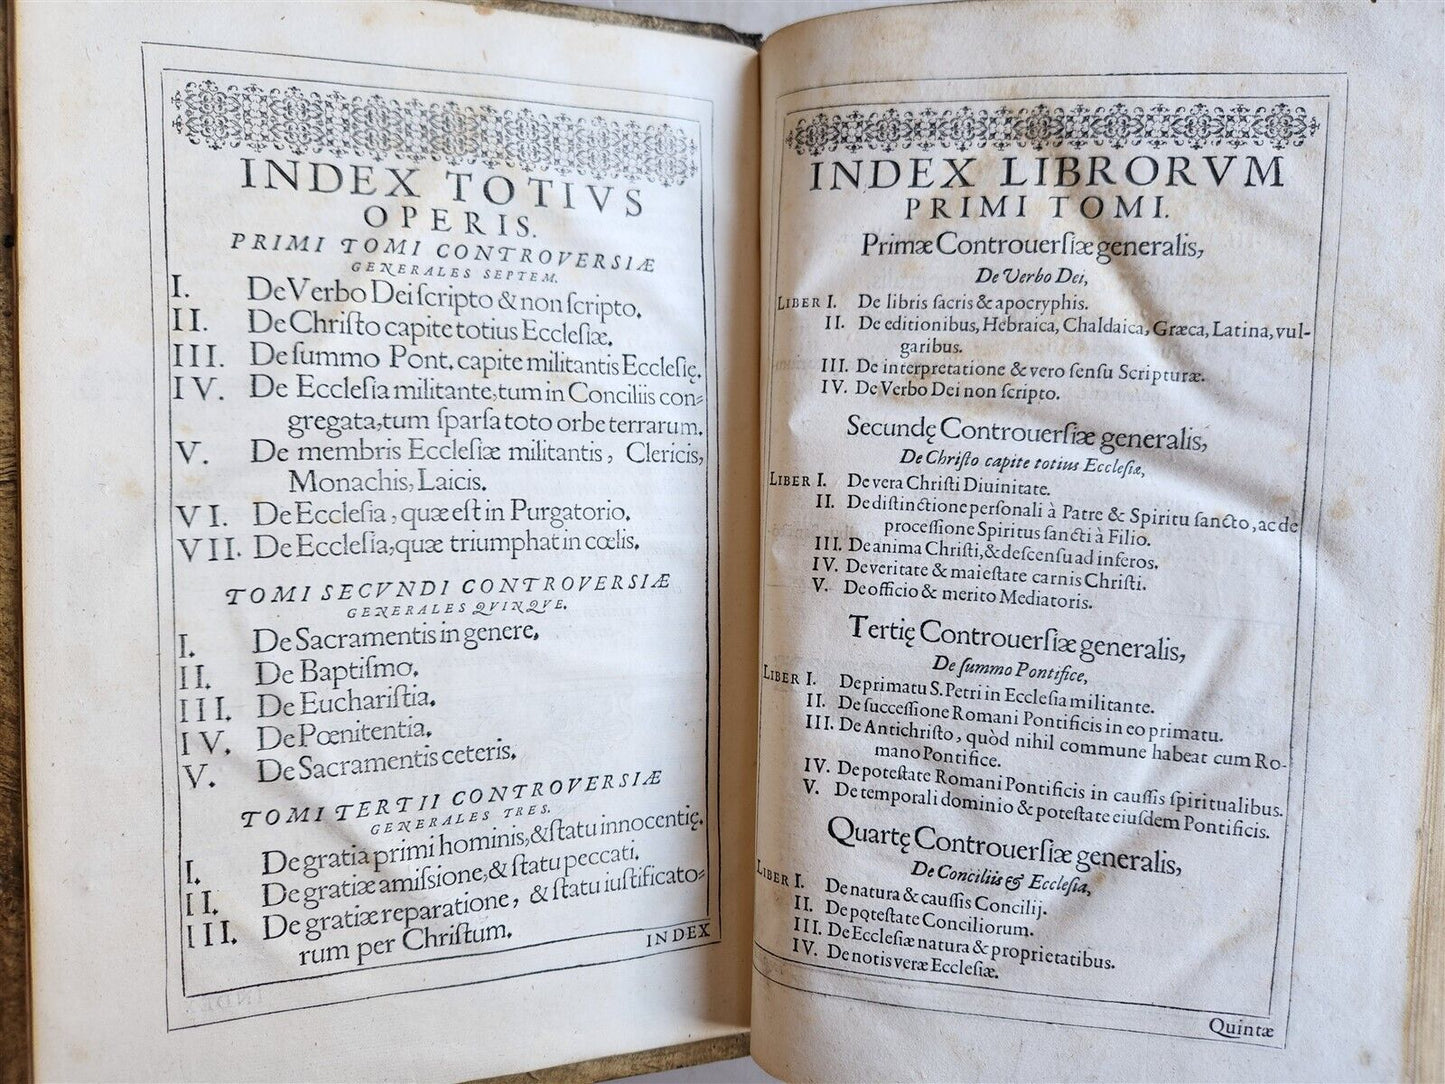 INDEX TOTIVS
OPERIS.
PRIMI TOMI CONTROVERSIÆ
GENERALES SEPTEM.
I. De Verbo Dei ſcripto & non ſcripto.
II. De Chriſto capite totius Eccleſiæ.
III. De ſummo Pont. capite militantis Eccleſię.
IV. De Eccleſia militante, tum in Conciliis con-
gregata, tum ſparſa toto orbe terrarum.
V. De membris Eccleſiæ militantis, Clericis,
Monachis, Laicis.
VI. De Eccleſia, quæ eſt in Purgatorio.
VII. De Eccleſia, quæ triumphat in cœlis.
TOMI SECVNDI CONTROVERSIÆ
GENERALES QVINQVE.
I. De Sacramentis in genere.
II. De Baptiſmo.
III. De Euchariſtia.
IV. De Pœnitentia.
V. De Sacramentis ceteris.
TOMI TERTII CONTROVERSIÆ
GENERALES TRES.
I. De gratia primi hominis, & ſtatu innocentię.
II. De gratiæ amiſsione, & ſtatu peccati.
III. De gratiæ reparatione, & ſtatu iuſtificato-
rum per Chriſtum.
INDEX
INDEX LIBRORVM
PRIMI TOMI.
Primæ Controuerſiæ generalis,
De Verbo Dei,
LIBER I. De libris ſacris & apocryphis.
II. De editionibus, Hebraica, Chaldaica, Græca, Latina, vul-
garibus.
III. De interpretatione & vero ſenſu Scripturæ.
IV. De Verbo Dei non ſcripto.
Secundę Controuerſiæ generalis,
De Chriſto capite totius Eccleſiæ,
LIBER I. De vera Chriſti Diuinitate.
II. De diſtinctione perſonali à Patre & Spiritu ſancto, ac de
proceſſione Spiritus ſancti à Filio.
III. De anima Chriſti, & deſcenſu ad inferos.
IV. De veritate & maieſtate carnis Chriſti.
V. De officio & merito Mediatoris.
Tertię Controuerſiæ generalis,
De ſummo Pontifice,
LIBER I. De primatu S. Petri in Eccleſia militante.
II. De ſucceſſione Romani Pontificis in eo primatu.
III. De Antichriſto, quòd nihil commune habeat cum Ro-
mano Pontifice.
IV. De poteſtate Romani Pontificis in cauſſis ſpiritualibus.
V. De temporali dominio & poteſtate eiuſdem Pontificis.
Quartę Controuerſiæ generalis,
De Conciliis & Eccleſia,
LIBER I. De natura & cauſſis Concilij.
II. De poteſtate Conciliorum.
III. De Eccleſiæ natura & proprietatibus.
IV. De notis veræ Eccleſiæ.
Quintæ